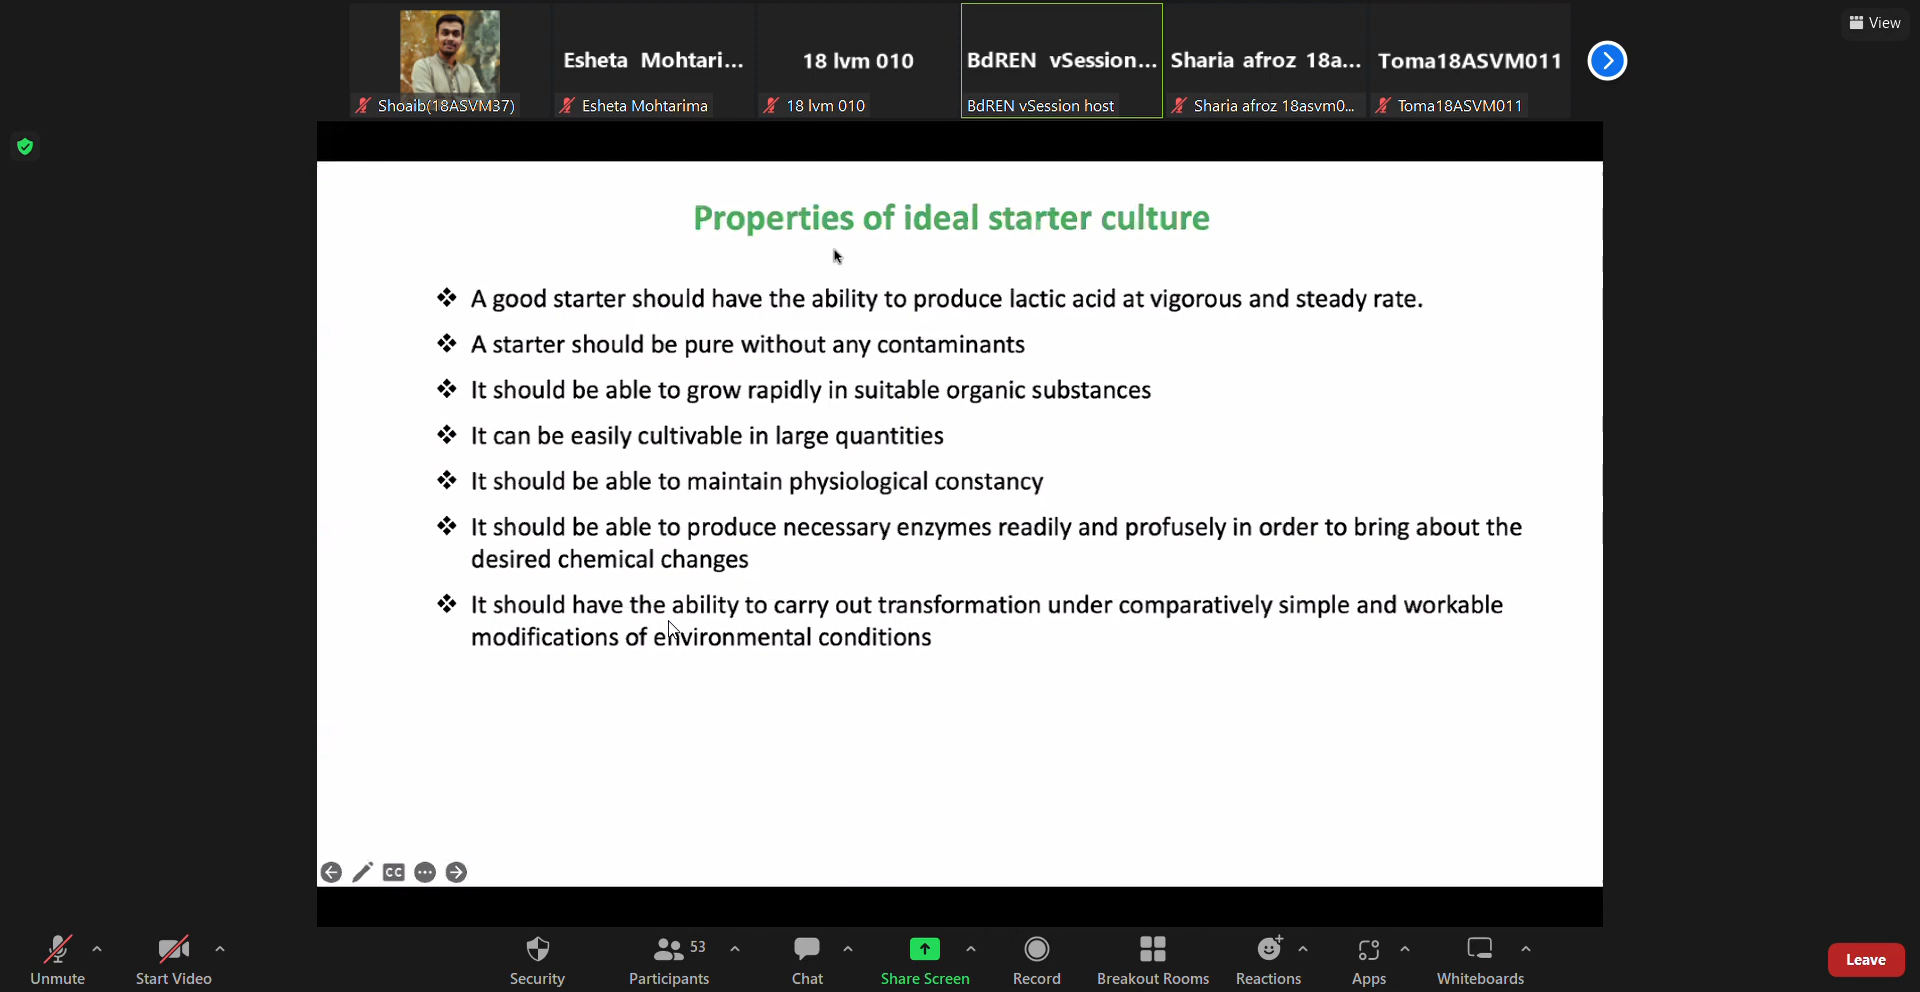 View
Esheta Mohtari...
18 lvm 010
BdREN vSession...
Sharia afroz 18a...
Toma18ASVM011
Shoaib(18ASVM37)
Esheta Mohtarima
18 lvm 010
BdREN vSession host
Sharia afroz 18asvm0...
Toma18ASVM011
Properties of ideal starter culture
❖ A good starter should have the ability to produce lactic acid at vigorous and steady rate.
❖ A starter should be pure without any contaminants
❖ It should be able to grow rapidly in suitable organic substances
❖ It can be easily cultivable in large quantities
❖ It should be able to maintain physiological constancy
❖ It should be able to produce necessary enzymes readily and profusely in order to bring about the
desired chemical changes
❖ It should have the ability to carry out transformation under comparatively simple and workable
modifications of environmental conditions
CC
53
Unmute
Start Video
Security
Participants
Chat
Share Screen
Record
Breakout Rooms
Reactions
Apps
Whiteboards
Leave